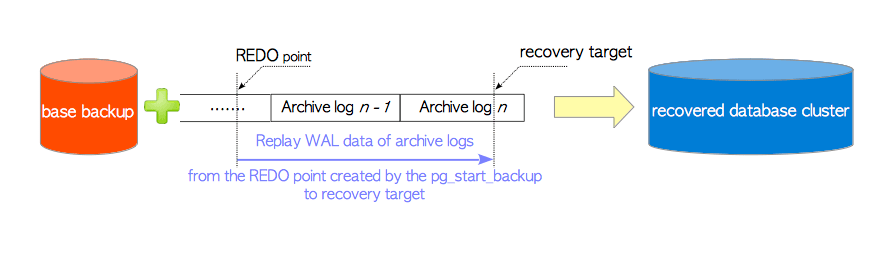 REDO point
recovery target
base backup
.......
Archive log n - 1
Archive log n
recovered database cluster
Replay WAL data of archive logs
from the REDO point created by the pg_start_backup
to recovery target